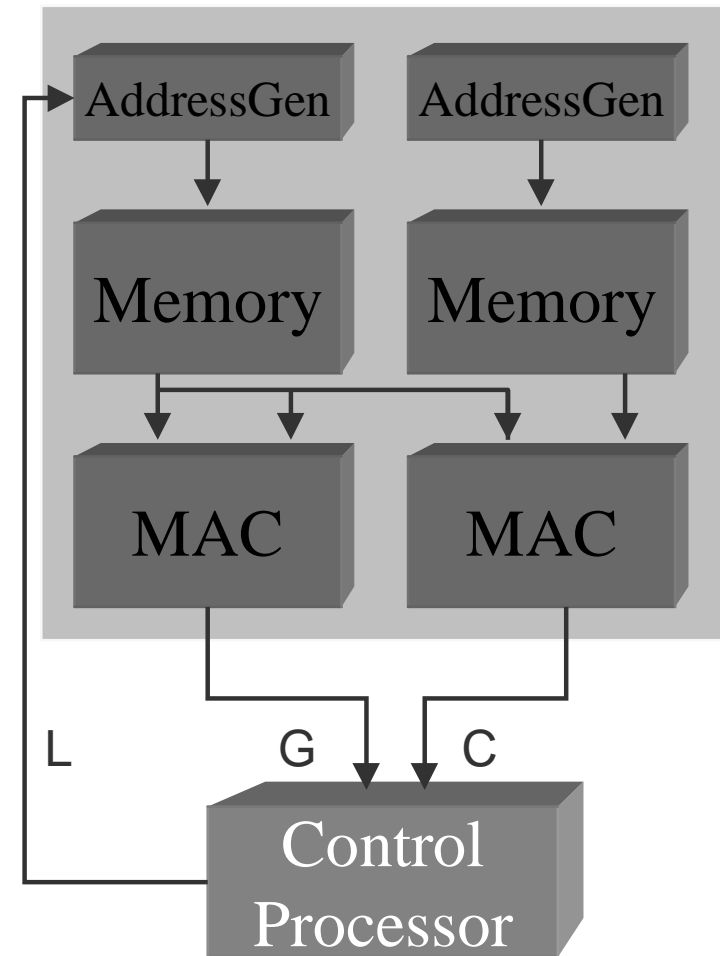 AddressGen
AddressGen
Memory
Memory
MAC
MAC
L
G
C
Control
Processor